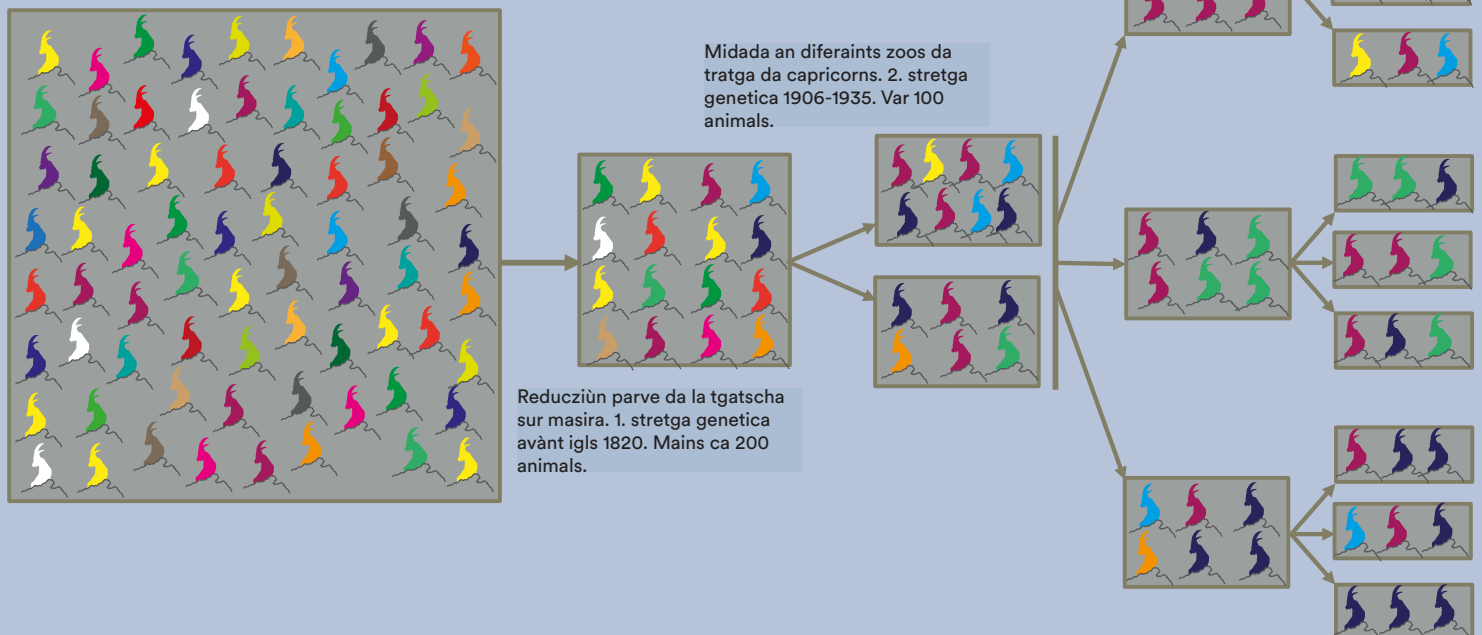 Midada an diferaints zoos da
tratga da capricorns. 2. stretga
genetica 1906-1935. Var 100
animals.
Reducziùn parve da la tgatscha
sur masira. 1. stretga genetica
avànt igls 1820. Mains ca 200
animals.